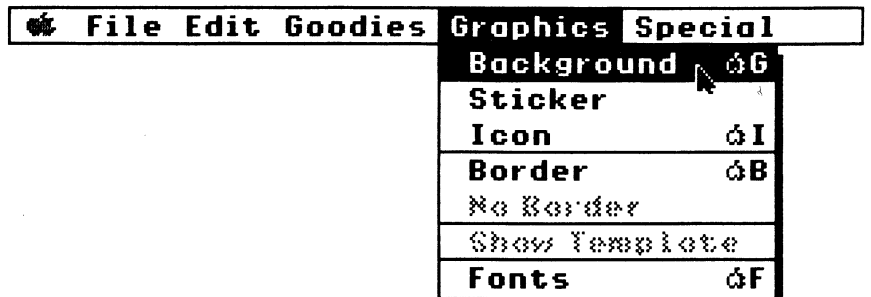 File Edit Goodies Graphics Special
Background G
Sticker
Icon I
Border B
No Border
Show Template
Fonts F